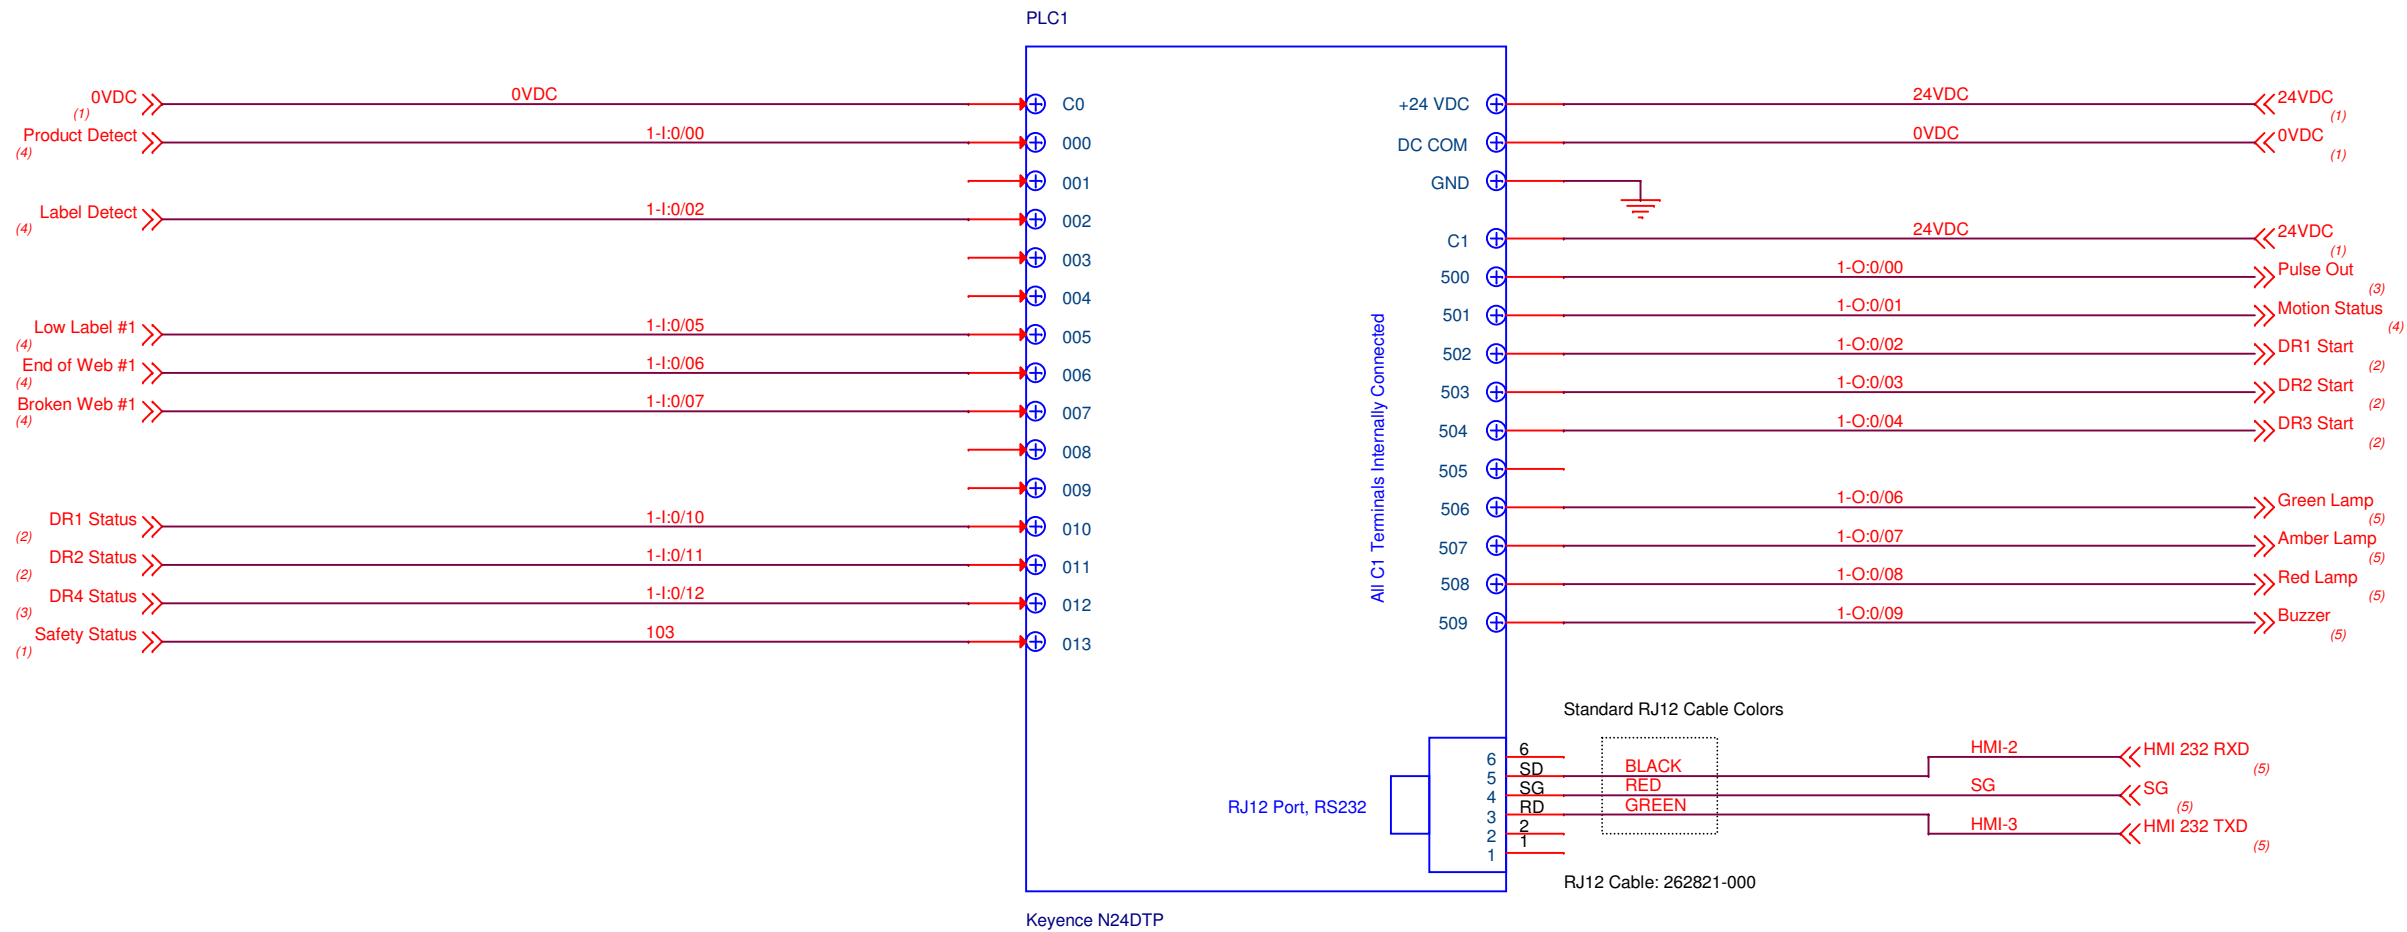 PLC1
0VDC
(1)
0VDC
C0
Product Detect
(4)
1-I:0/00
000
001
Label Detect
(4)
1-I:0/02
002
003
004
Low Label #1
(4)
1-I:0/05
005
End of Web #1
(4)
1-I:0/06
006
Broken Web #1
(4)
1-I:0/07
007
008
009
DR1 Status
(2)
1-I:0/10
010
DR2 Status
(2)
1-I:0/11
011
DR4 Status
(3)
1-I:0/12
012
Safety Status
(1)
103
013
+24 VDC
24VDC
24VDC
(1)
DC COM
0VDC
0VDC
(1)
GND
C1
24VDC
24VDC
(1)
500
1-O:0/00
Pulse Out
(3)
501
1-O:0/01
Motion Status
(4)
502
1-O:0/02
DR1 Start
(2)
503
1-O:0/03
DR2 Start
(2)
504
1-O:0/04
DR3 Start
(2)
505
506
1-O:0/06
Green Lamp
(5)
507
1-O:0/07
Amber Lamp
(5)
508
1-O:0/08
Red Lamp
(5)
509
1-O:0/09
Buzzer
(5)
All C1 Terminals Internally Connected
Standard RJ12 Cable Colors
RJ12 Port, RS232
6
6
5
SD
BLACK
HMI-2
HMI 232 RXD
(5)
4
SG
RED
SG
SG
(5)
3
RD
GREEN
HMI-3
HMI 232 TXD
(5)
2
2
1
1
RJ12 Cable: 262821-000
Keyence N24DTP